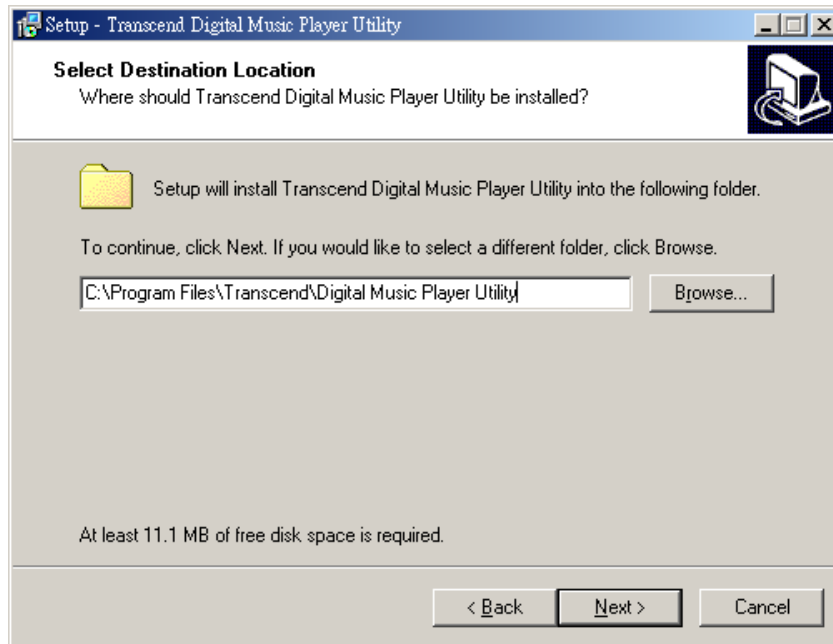 Setup - Transcend Digital Music Player Utility
Select Destination Location
Where should Transcend Digital Music Player Utility be installed?
Setup will install Transcend Digital Music Player Utility into the following folder.
To continue, click Next. If you would like to select a different folder, click Browse.
C:\Program Files\Transcend\Digital Music Player Utility
Browse...
At least 11.1 MB of free disk space is required.
< Back
Next >
Cancel